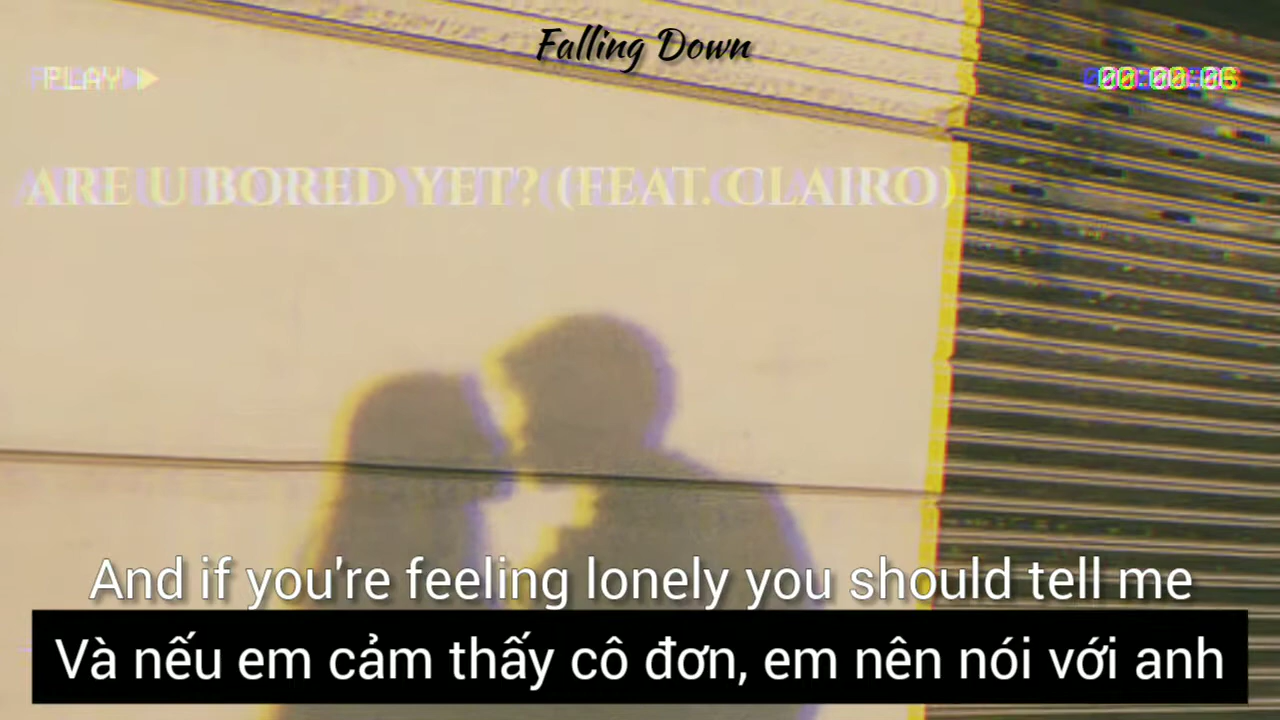 Falling Down
PLAY
00:00:06
ARE U BORED YET? (FEAT. CLAIRO)
And if you're feeling lonely you should tell me
Và nếu em cảm thấy cô đơn, em nên nói với anh